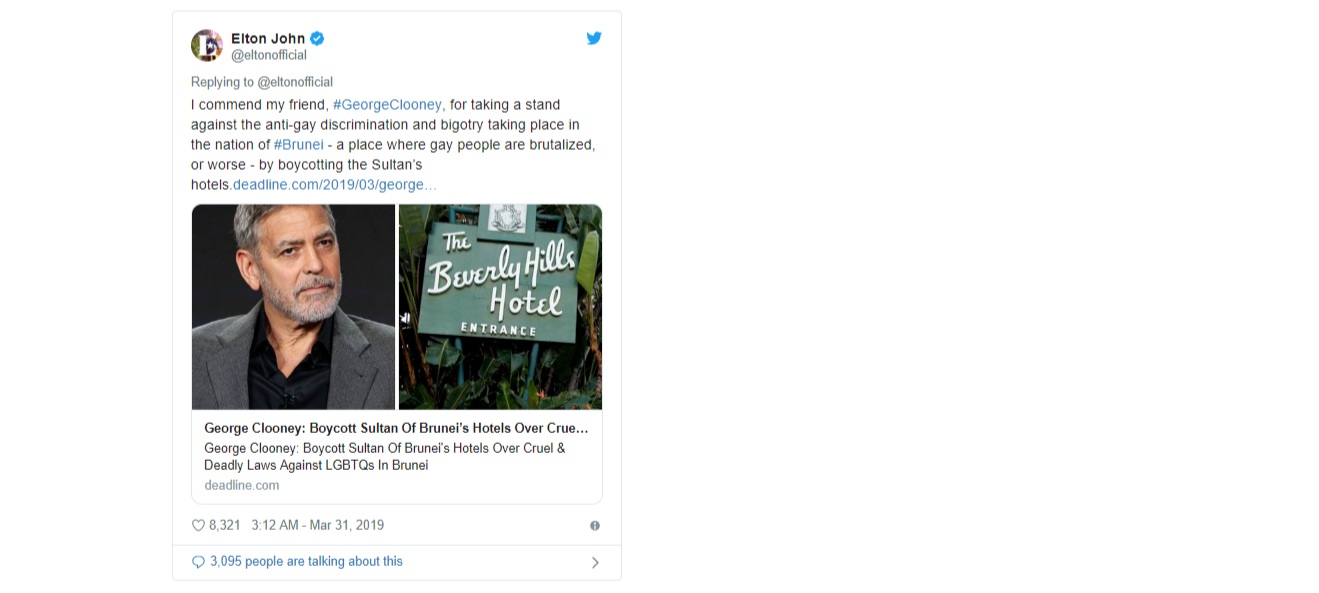 Elton John
@eltonofficial
Replying to @eltonofficial
I commend my friend, #GeorgeClooney, for taking a stand
against the anti-gay discrimination and bigotry taking place in
the nation of #Brunei - a place where gay people are brutalized,
or worse - by boycotting the Sultan's
hotels.deadline.com/2019/03/george…
The
Beverly Hills
Hotel
ENTRANCE
George Clooney: Boycott Sultan Of Brunei's Hotels Over Crue...
George Clooney: Boycott Sultan Of Brunei's Hotels Over Cruel &
Deadly Laws Against LGBTQs In Brunei
deadline.com
8,321 3:12 AM - Mar 31, 2019
3,095 people are talking about this